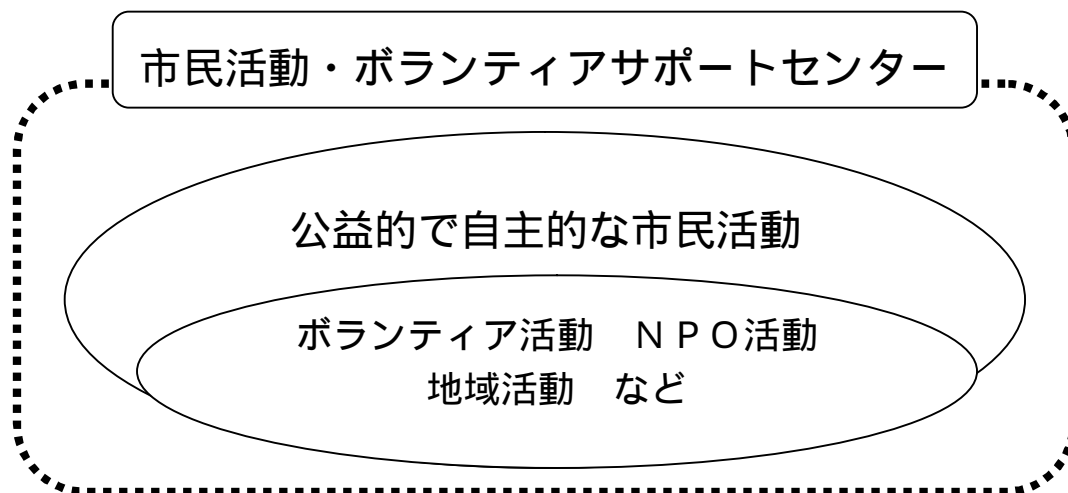 市民活動・ボランティアサポートセンター
公益的で自主的な市民活動
ボランティア活動　ＮＰＯ活動
地域活動　など